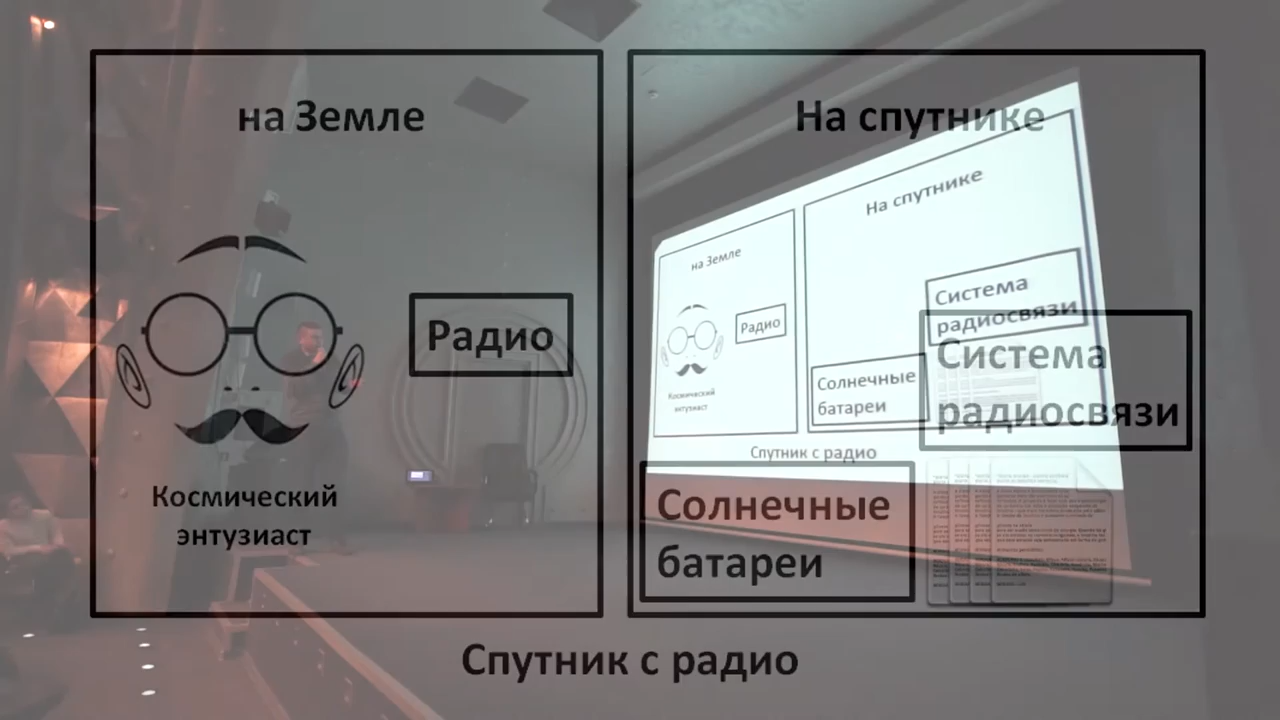 на Земле
Радио
Космический
энтузиаст
На спутнике
Система
радиосвязи
Солнечные
батареи
Спутник с радио
на Земле
Радио
Космический
энтузиаст
На спутнике
Система
радиосвязи
Солнечные
батареи
Спутник с радио